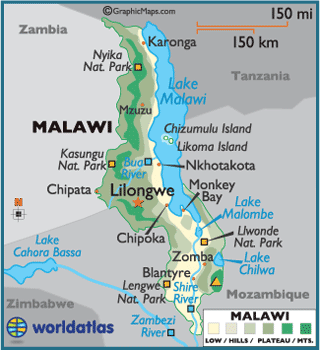 ©GraphicMaps.com
150 mi
150 km
Zambia
Karonga
Nyika
Nat. Park
Lake
Malawi
Tanzania
Mzuzu
MALAWI
Chizumulu Island
Likoma Island
Kasungu
Nat. Park
Bua
River
Nkhotakota
Chipata
Lilongwe
Monkey
Bay
Lake
Malombe
Chipoka
Liwonde
Nat. Park
Lake
Cahora Bassa
Zomba
Lake
Chilwa
Blantyre
Lengwe
Nat. Park
Shire
River
Mozambique
Zimbabwe
Zambezi
River
worldatlas
MALAWI
LOW / HILLS / PLATEAU / MTS.